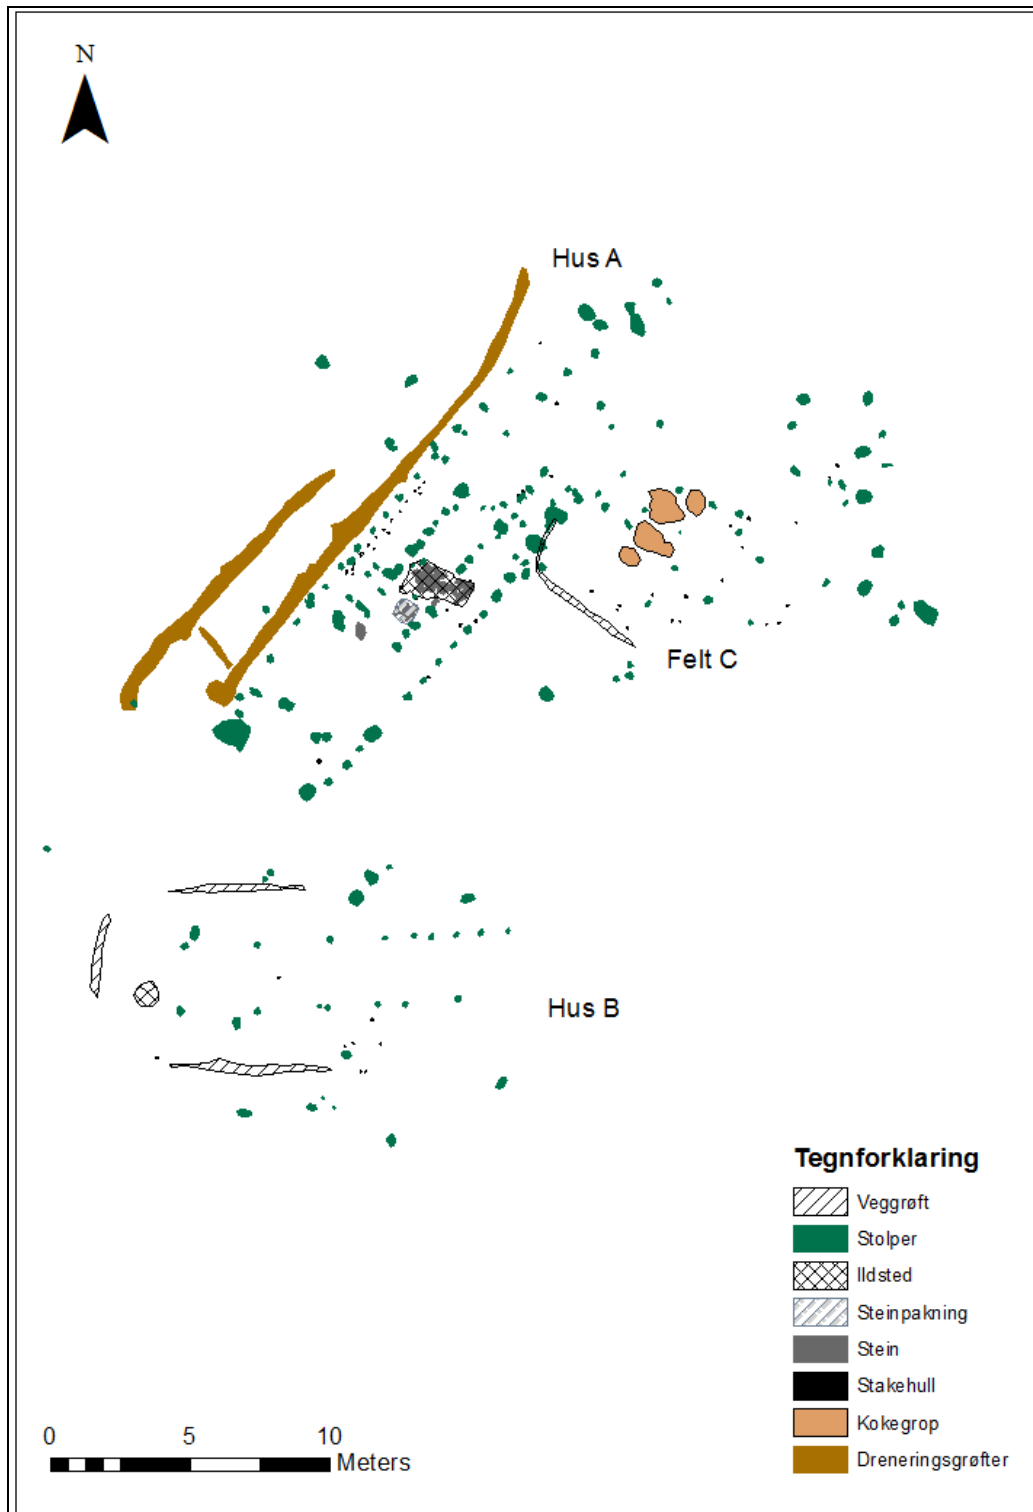 N
Hus A
Felt C
Hus B
Tegnforklaring
Veggrøft
Stolper
Ildsted
Steinpakning
Stein
Stakehull
Kokegrop
Dreneringsgrøfter
0 5 10
Meters